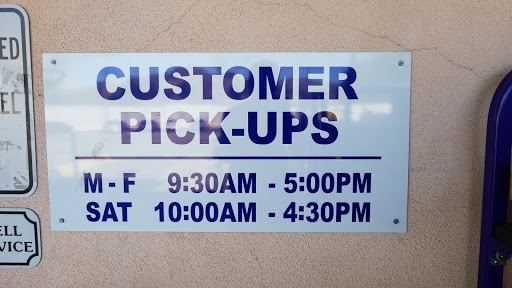 CUSTOMER
PICK-UPS
M - F 9:30AM - 5:00PM
SAT 10:00AM - 4:30PM